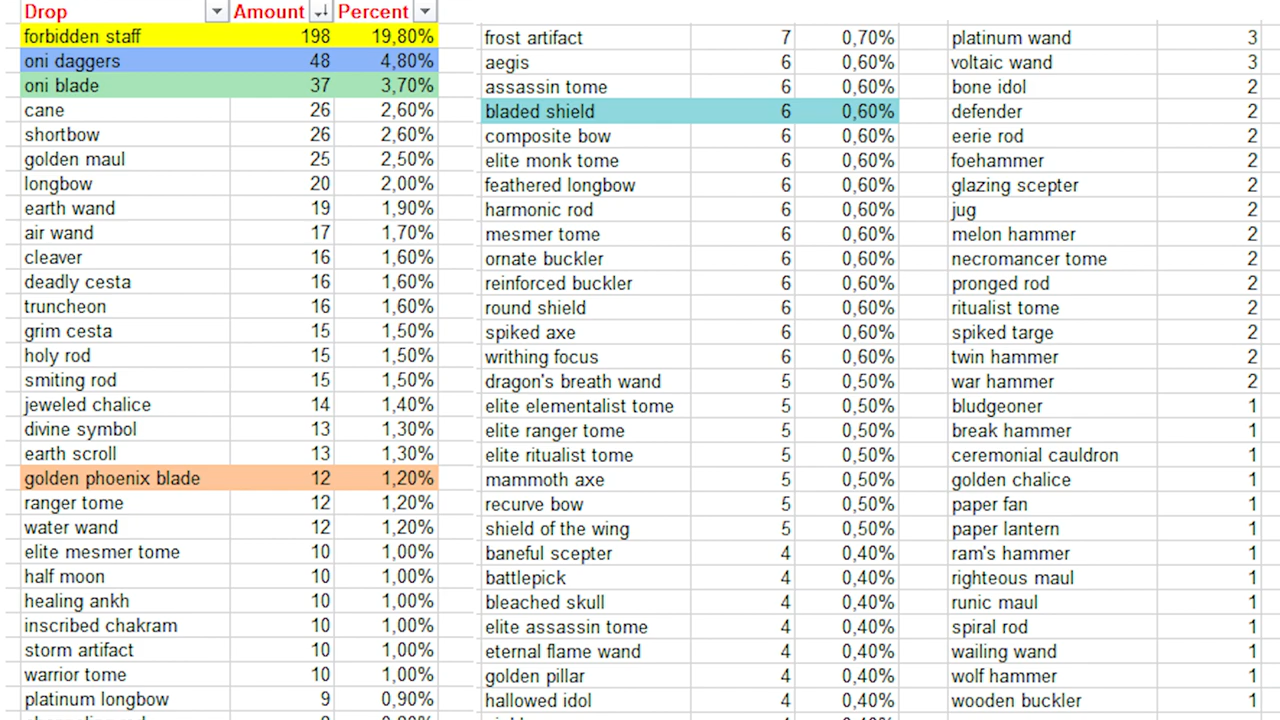 Drop Amount Percent
forbidden staff 198 19,80%
oni daggers 48 4,80%
oni blade 37 3,70%
cane 26 2,60%
shortbow 26 2,60%
golden maul 25 2,50%
longbow 20 2,00%
earth wand 19 1,90%
air wand 17 1,70%
cleaver 16 1,60%
deadly cesta 16 1,60%
truncheon 16 1,60%
grim cesta 15 1,50%
holy rod 15 1,50%
smiting rod 15 1,50%
jeweled chalice 14 1,40%
divine symbol 13 1,30%
earth scroll 13 1,30%
golden phoenix blade 12 1,20%
ranger tome 12 1,20%
water wand 12 1,20%
elite mesmer tome 10 1,00%
half moon 10 1,00%
healing ankh 10 1,00%
inscribed chakram 10 1,00%
storm artifact 10 1,00%
warrior tome 10 1,00%
platinum longbow 9 0,90%
frost artifact 7 0,70%
aegis 6 0,60%
assassin tome 6 0,60%
bladed shield 6 0,60%
composite bow 6 0,60%
elite monk tome 6 0,60%
feathered longbow 6 0,60%
harmonic rod 6 0,60%
mesmer tome 6 0,60%
ornate buckler 6 0,60%
reinforced buckler 6 0,60%
round shield 6 0,60%
spiked axe 6 0,60%
writhing focus 6 0,60%
dragon's breath wand 5 0,50%
elite elementalist tome 5 0,50%
elite ranger tome 5 0,50%
elite ritualist tome 5 0,50%
mammoth axe 5 0,50%
recurve bow 5 0,50%
shield of the wing 5 0,50%
baneful scepter 4 0,40%
battlepick 4 0,40%
bleached skull 4 0,40%
elite assassin tome 4 0,40%
eternal flame wand 4 0,40%
golden pillar 4 0,40%
hallowed idol 4 0,40%
platinum wand 3
voltaic wand 3
bone idol 2
defender 2
eerie rod 2
foehammer 2
glazing scepter 2
jug 2
melon hammer 2
necromancer tome 2
pronged rod 2
ritualist tome 2
spiked targe 2
twin hammer 2
war hammer 2
bludgeoner 1
break hammer 1
ceremonial cauldron 1
golden chalice 1
paper fan 1
paper lantern 1
ram's hammer 1
righteous maul 1
runic maul 1
spiral rod 1
wailing wand 1
wolf hammer 1
wooden buckler 1